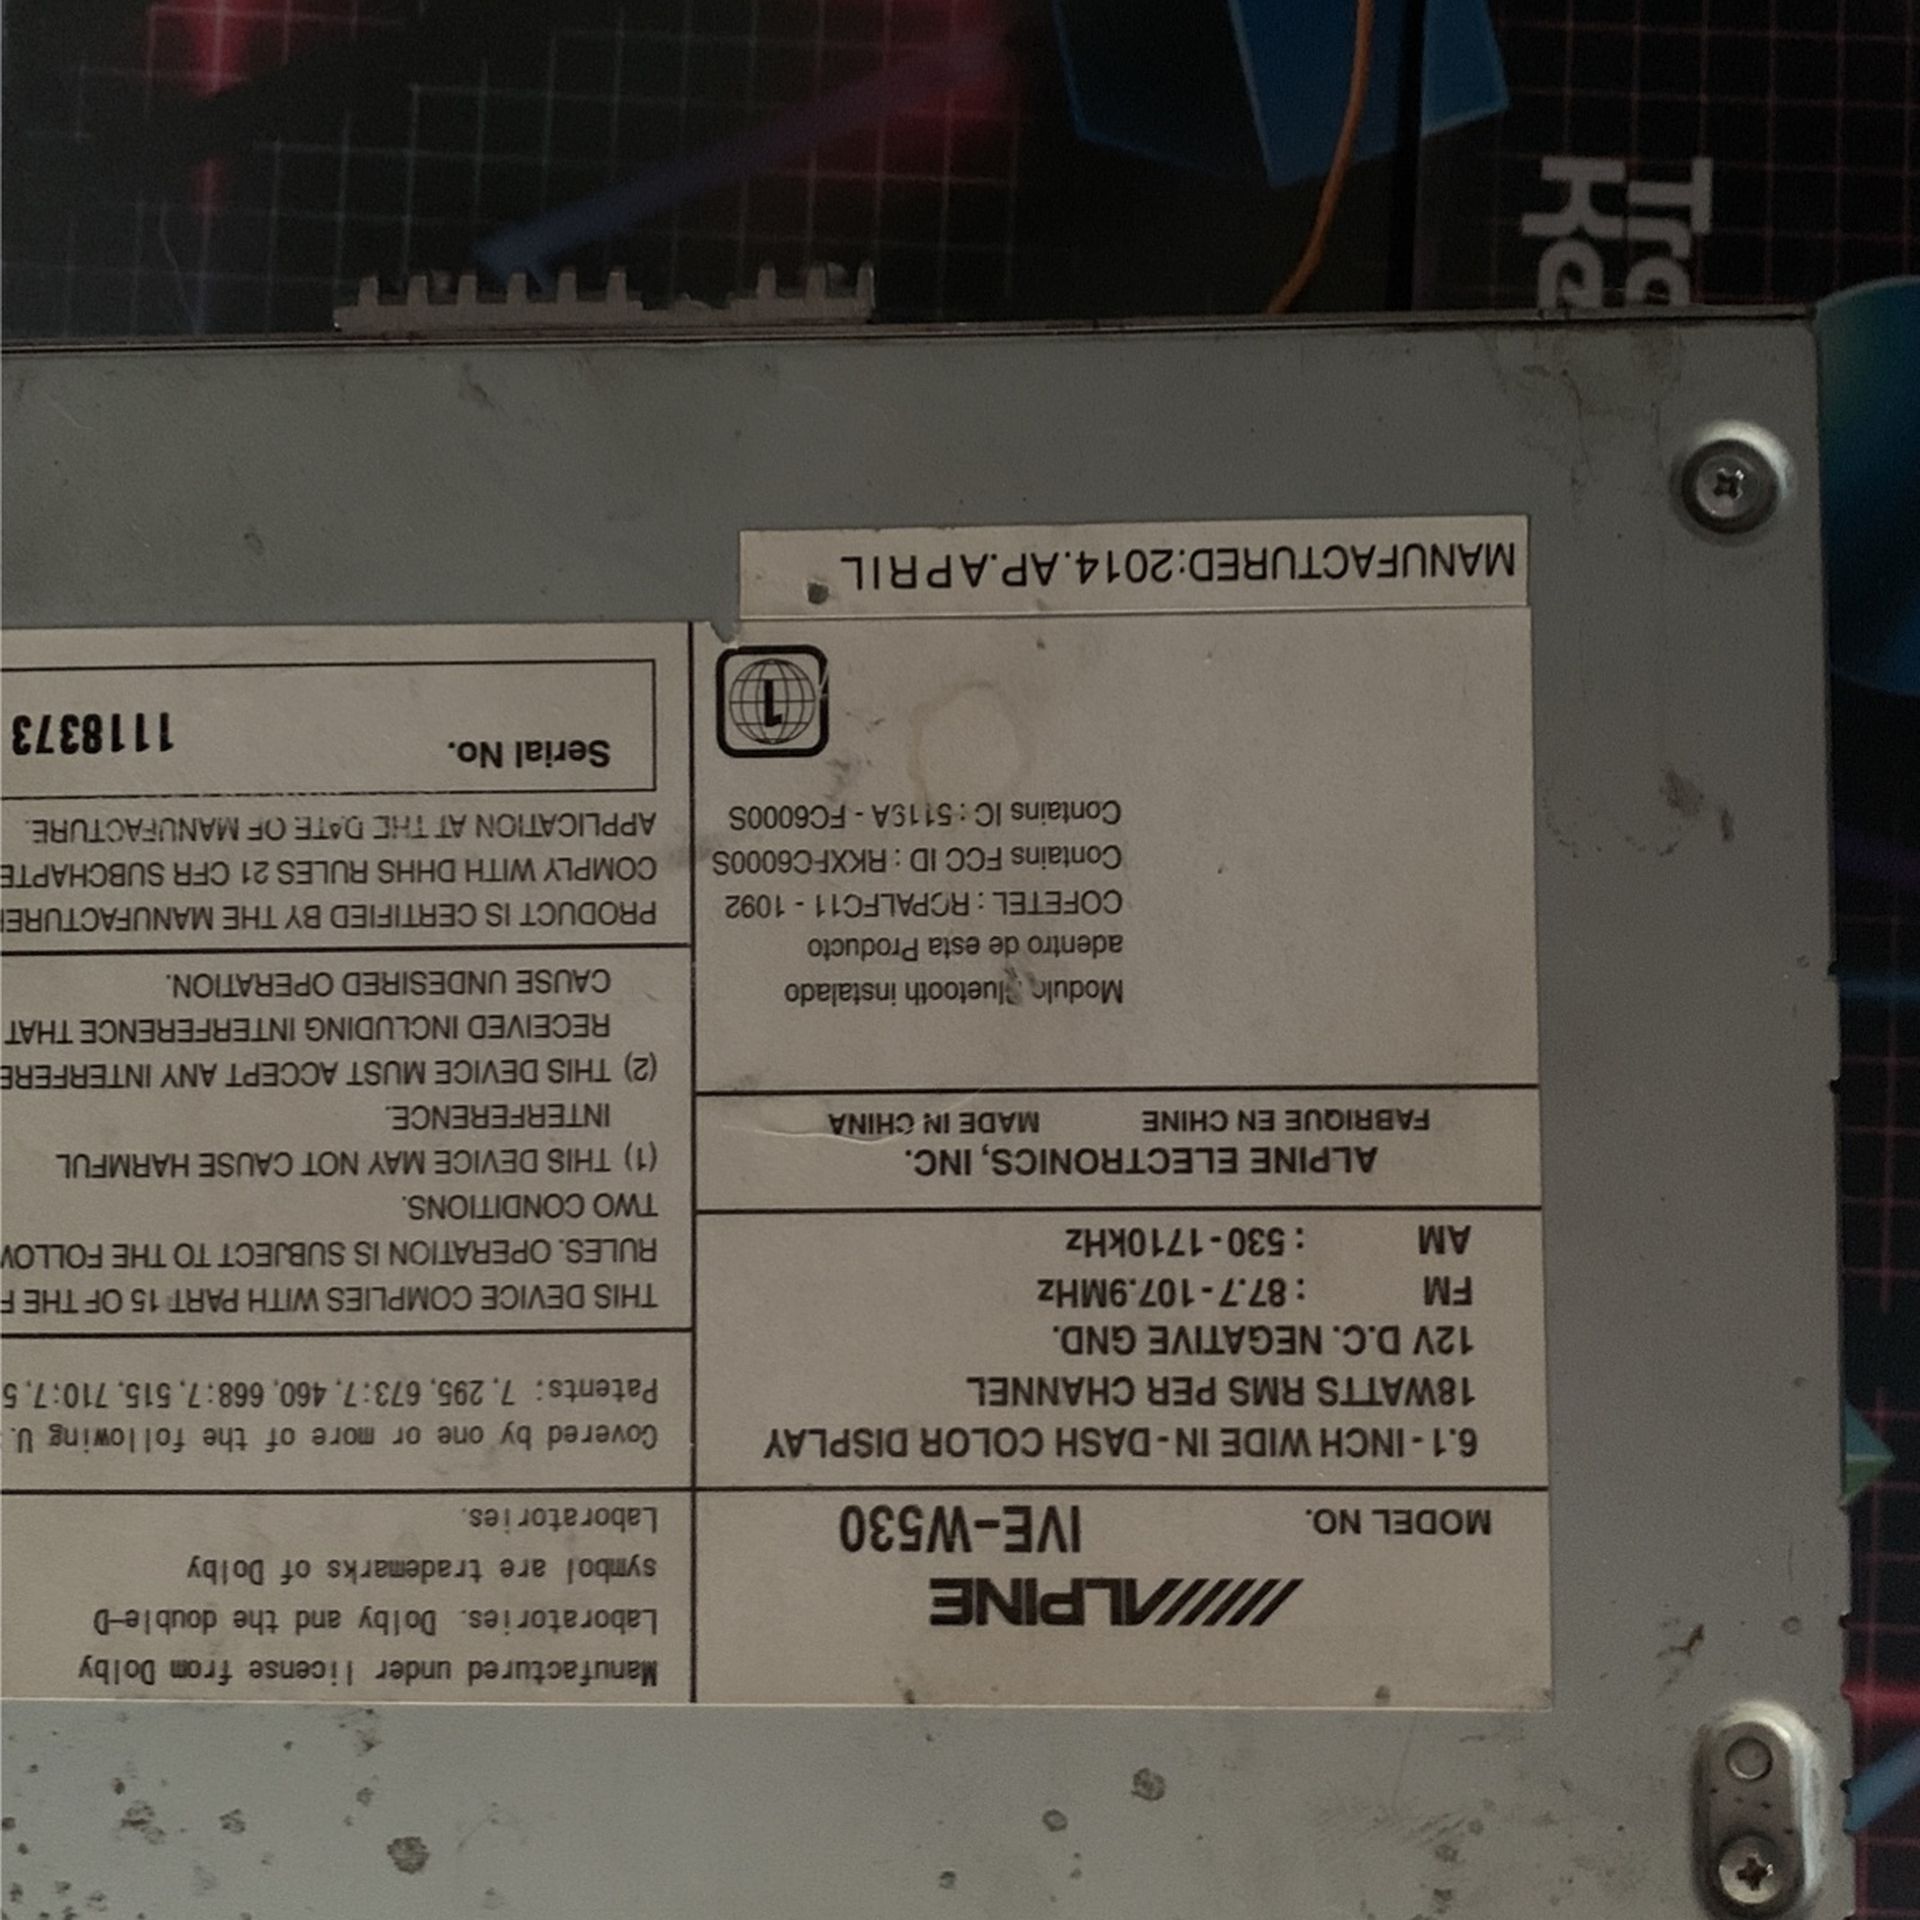 ALPINE
MODEL NO. IVE-W530
6.1-INCH WIDE IN-DASH COLOR DISPLAY
18WATTS RMS PER CHANNEL
12V D.C. NEGATIVE GND.
FM : 87.7-107.9MHz
AM : 530-1710kHz
ALPINE ELECTRONICS, INC.
FABRIQUE EN CHINE MADE IN CHINA
Modulo Bluetooth instalado
adentro de esta Producto
COFETEL : RCPALFC11 - 1092
Contains FCC ID : RKXFC6000S
Contains IC : 5119A - FC6000S
1
MANUFACTURED:2014.AP.APRIL
Manufactured under license from Dolby
Laboratories. Dolby and the double-D
symbol are trademarks of Dolby
Laboratories.
Covered by one or more of the following U.
Patents: 7,295,673:7,460,668:7,515,710:7,5
THIS DEVICE COMPLIES WITH PART 15 OF THE F
RULES. OPERATION IS SUBJECT TO THE FOLLOW
TWO CONDITIONS.
(1) THIS DEVICE MAY NOT CAUSE HARMFUL
INTERFERENCE.
(2) THIS DEVICE MUST ACCEPT ANY INTERFERE
RECEIVED INCLUDING INTERFERENCE THAT
CAUSE UNDESIRED OPERATION.
PRODUCT IS CERTIFIED BY THE MANUFACTURER
COMPLY WITH DHHS RULES 21 CFR SUBCHAPTE
APPLICATION AT THE DATE OF MANUFACTURE.
Serial No. 1118373
Tra
Ke